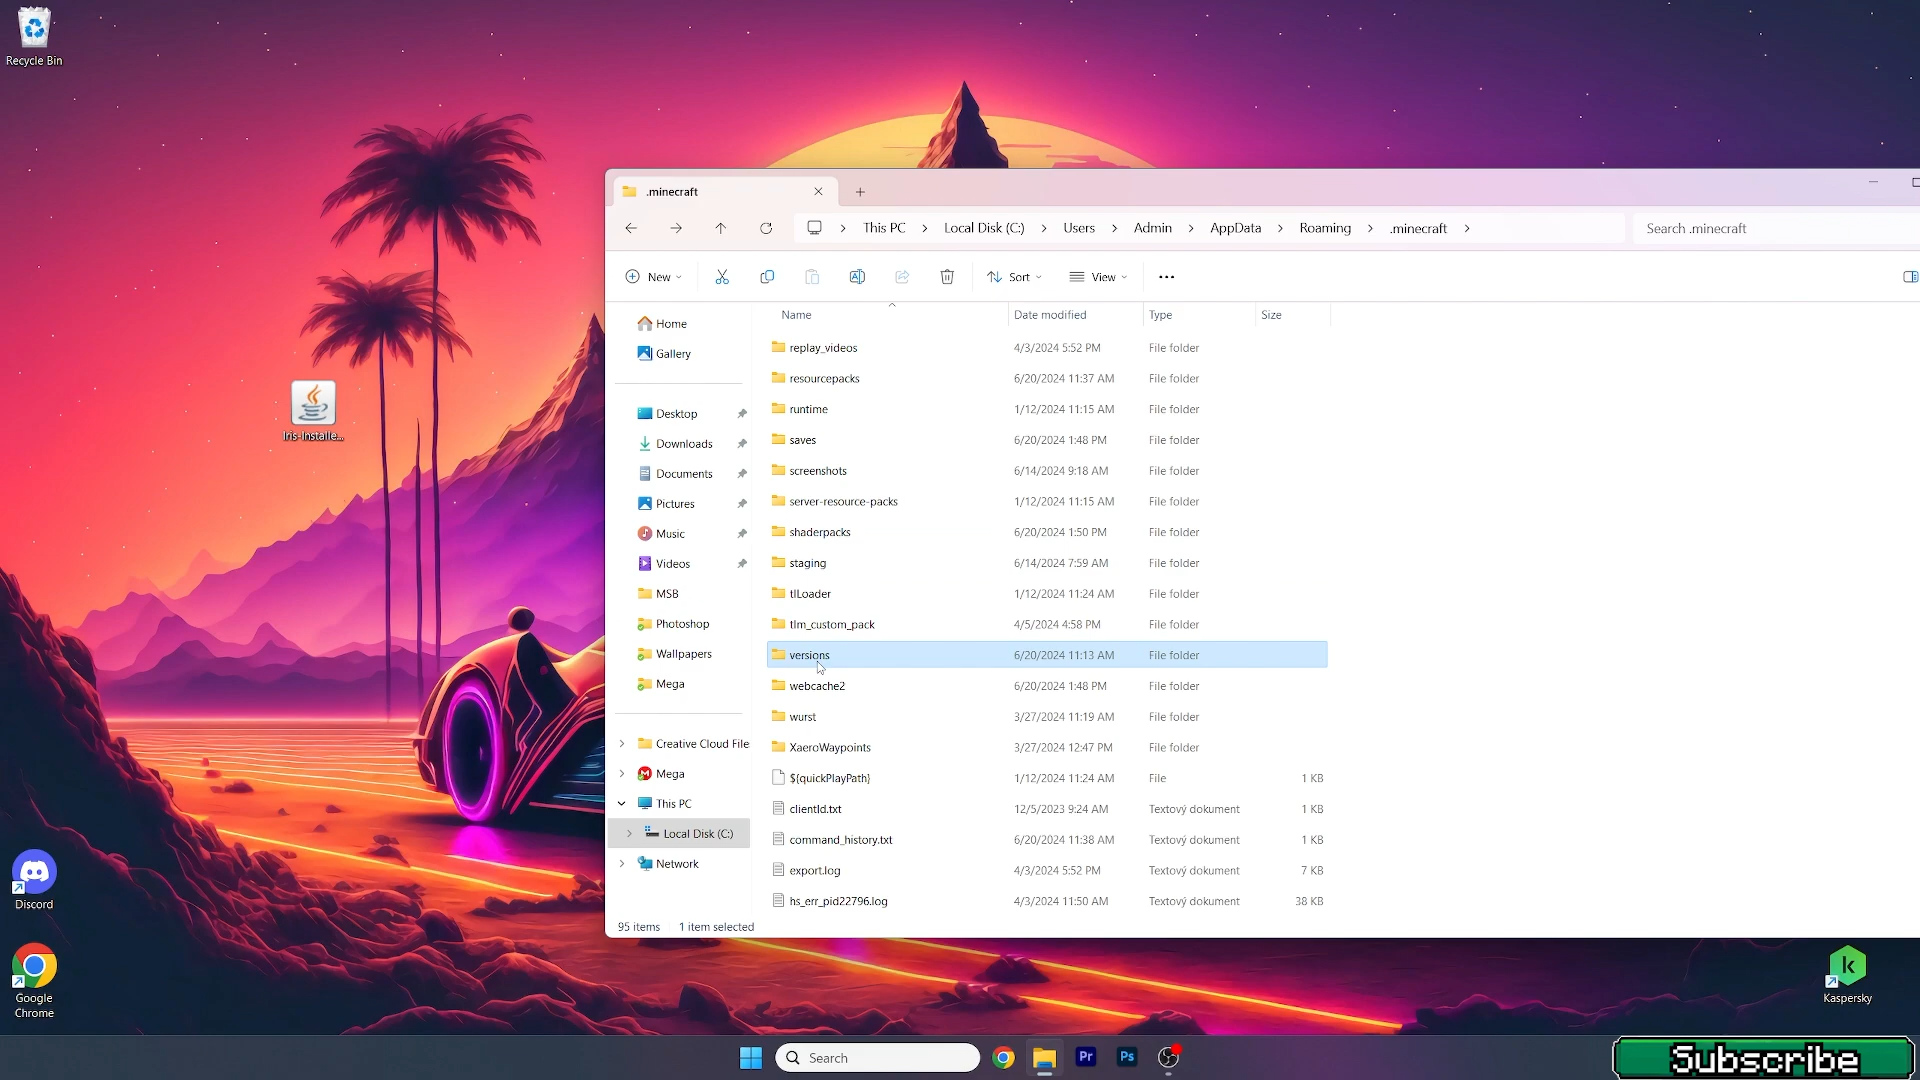 Recycle Bin
Iris-Installe...
Discord
Google
Chrome
Kaspersky
.minecraft
This PC
Local Disk (C:)
Users
Admin
AppData
Roaming
.minecraft
Search .minecraft
New
Sort
View
Home
Gallery
Desktop
Downloads
Documents
Pictures
Music
Videos
MSB
Photoshop
Wallpapers
Mega
Creative Cloud File
Mega
This PC
Local Disk (C:)
Network
Name Date modified Type Size
replay_videos 4/3/2024 5:52 PM File folder
resourcepacks 6/20/2024 11:37 AM File folder
runtime 1/12/2024 11:15 AM File folder
saves 6/20/2024 1:48 PM File folder
screenshots 6/14/2024 9:18 AM File folder
server-resource-packs 1/12/2024 11:15 AM File folder
shaderpacks 6/20/2024 1:50 PM File folder
staging 6/14/2024 7:59 AM File folder
tlLoader 1/12/2024 11:24 AM File folder
tlm_custom_pack 4/5/2024 4:58 PM File folder
versions 6/20/2024 11:13 AM File folder
webcache2 6/20/2024 1:48 PM File folder
wurst 3/27/2024 11:19 AM File folder
XaeroWaypoints 3/27/2024 12:47 PM File folder
${quickPlayPath} 1/12/2024 11:24 AM File 1 KB
clientId.txt 12/5/2023 9:24 AM Textový dokument 1 KB
command_history.txt 6/20/2024 11:38 AM Textový dokument 1 KB
export.log 4/3/2024 5:52 PM Textový dokument 7 KB
hs_err_pid22796.log 4/3/2024 11:50 AM Textový dokument 38 KB
95 items 1 item selected
Search
Pr
Ps
Subscribe